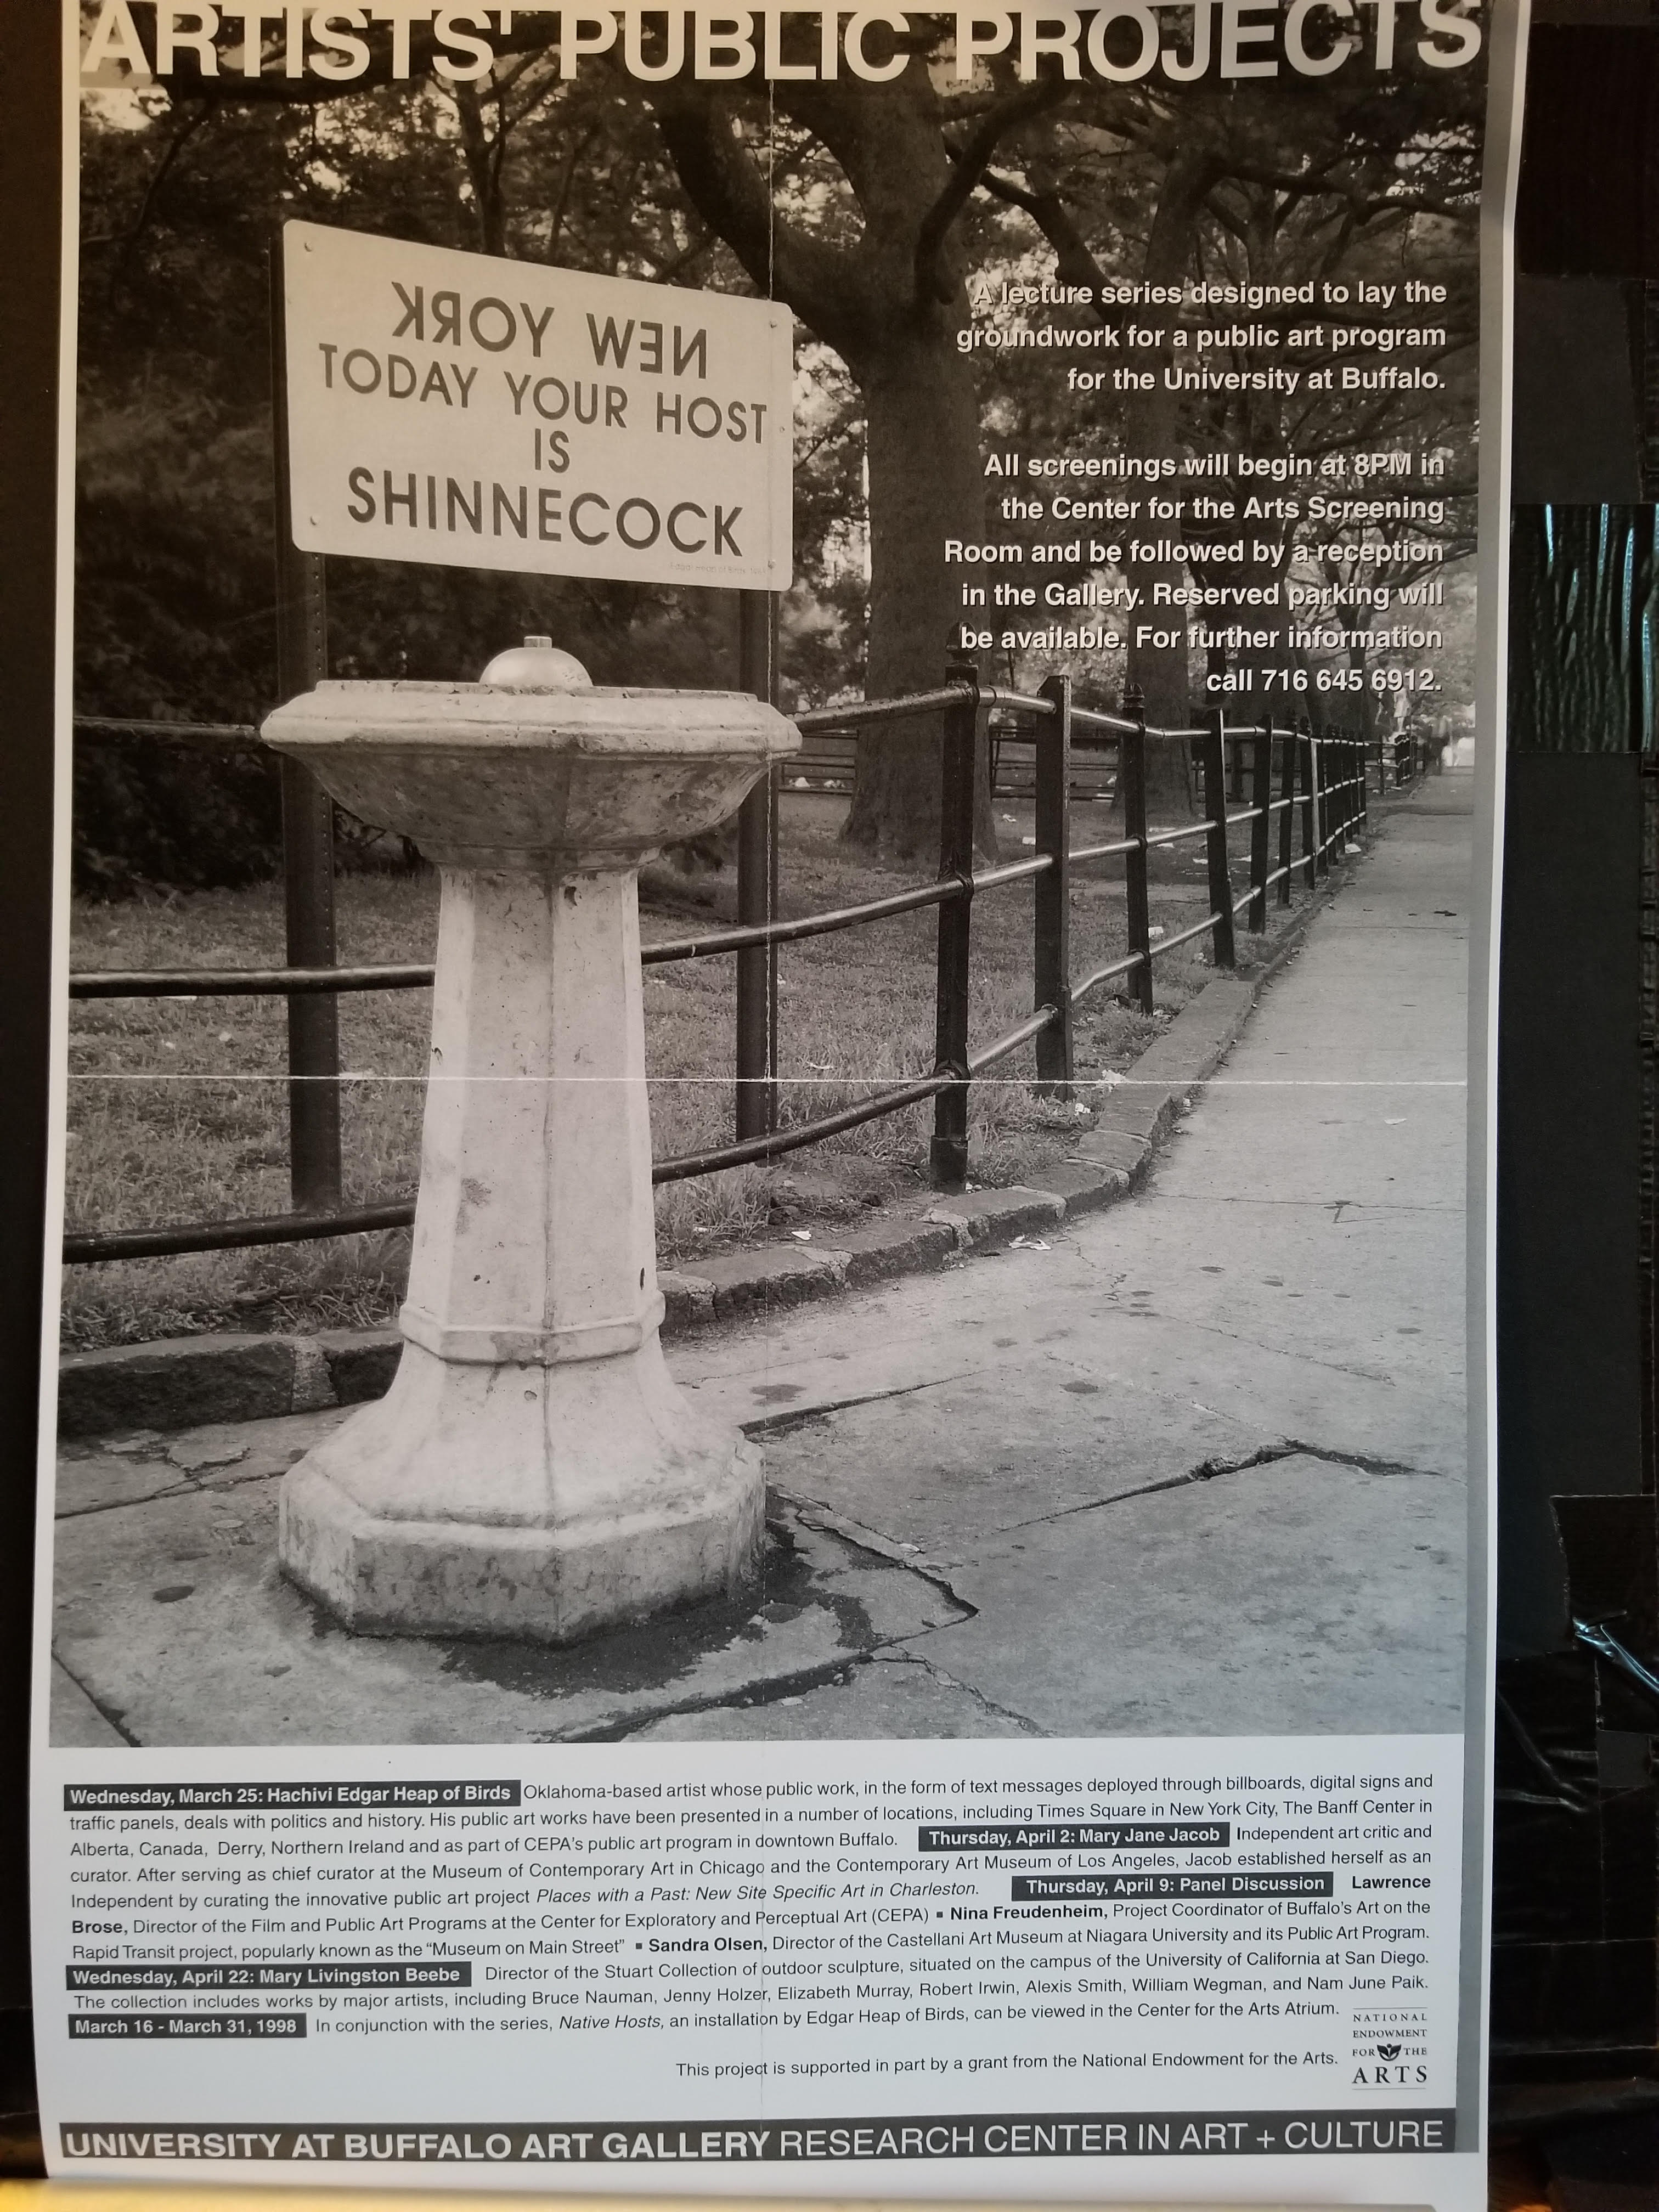 ARTISTS' PUBLIC PROJECTS
NEW YORK
TODAY YOUR HOST
IS
SHINNECOCK
A lecture series designed to lay the
groundwork for a public art program
for the University at Buffalo.
All screenings will begin at 8PM in
the Center for the Arts Screening
Room and be followed by a reception
in the Gallery. Reserved parking will
be available. For further information
call 716 645 6912.
Wednesday, March 25: Hachivi Edgar Heap of Birds Oklahoma-based artist whose public work, in the form of text messages deployed through billboards, digital signs and
traffic panels, deals with politics and history. His public art works have been presented in a number of locations, including Times Square in New York City, The Banff Center in
Alberta, Canada, Derry, Northern Ireland and as part of CEPA's public art program in downtown Buffalo. Thursday, April 2: Mary Jane Jacob Independent art critic and
curator. After serving as chief curator at the Museum of Contemporary Art in Chicago and the Contemporary Art Museum of Los Angeles, Jacob established herself as an
Independent by curating the innovative public art project Places with a Past: New Site Specific Art in Charleston. Thursday, April 9: Panel Discussion Lawrence
Brose, Director of the Film and Public Art Programs at the Center for Exploratory and Perceptual Art (CEPA) ▪ Nina Freudenheim, Project Coordinator of Buffalo's Art on the
Rapid Transit project, popularly known as the “Museum on Main Street” ▪ Sandra Olsen, Director of the Castellani Art Museum at Niagara University and its Public Art Program.
Wednesday, April 22: Mary Livingston Beebe Director of the Stuart Collection of outdoor sculpture, situated on the campus of the University of California at San Diego.
The collection includes works by major artists, including Bruce Nauman, Jenny Holzer, Elizabeth Murray, Robert Irwin, Alexis Smith, William Wegman, and Nam June Paik.
March 16 - March 31, 1998 In conjunction with the series, Native Hosts, an installation by Edgar Heap of Birds, can be viewed in the Center for the Arts Atrium.
This project is supported in part by a grant from the National Endowment for the Arts.
NATIONAL
ENDOWMENT
FOR THE
ARTS
UNIVERSITY AT BUFFALO ART GALLERY RESEARCH CENTER IN ART + CULTURE